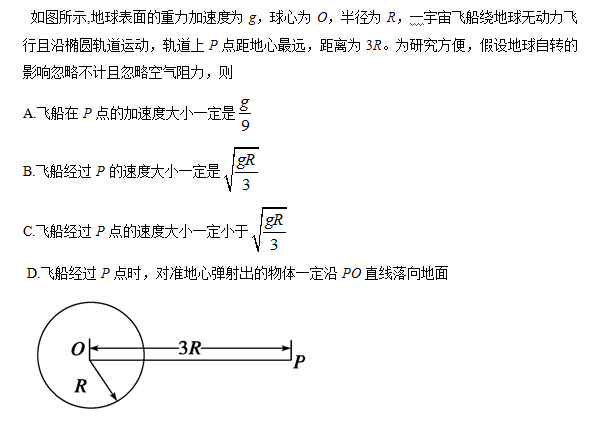 如图所示,地球表面的重力加速度为 g，球心为 O，半径为 R，一宇宙飞船绕地球无动力飞
行且沿椭圆轨道运动，轨道上 P 点距地心最远，距离为 3R。为研究方便，假设地球自转的
影响忽略不计且忽略空气阻力，则
A.飞船在 P 点的加速度大小一定是 g/9
B.飞船经过 P 的速度大小一定是 √(gR/3)
C.飞船经过 P 点的速度大小一定小于 √(gR/3)
D.飞船经过 P 点时，对准地心弹射出的物体一定沿 PO 直线落向地面
O 3R P
R